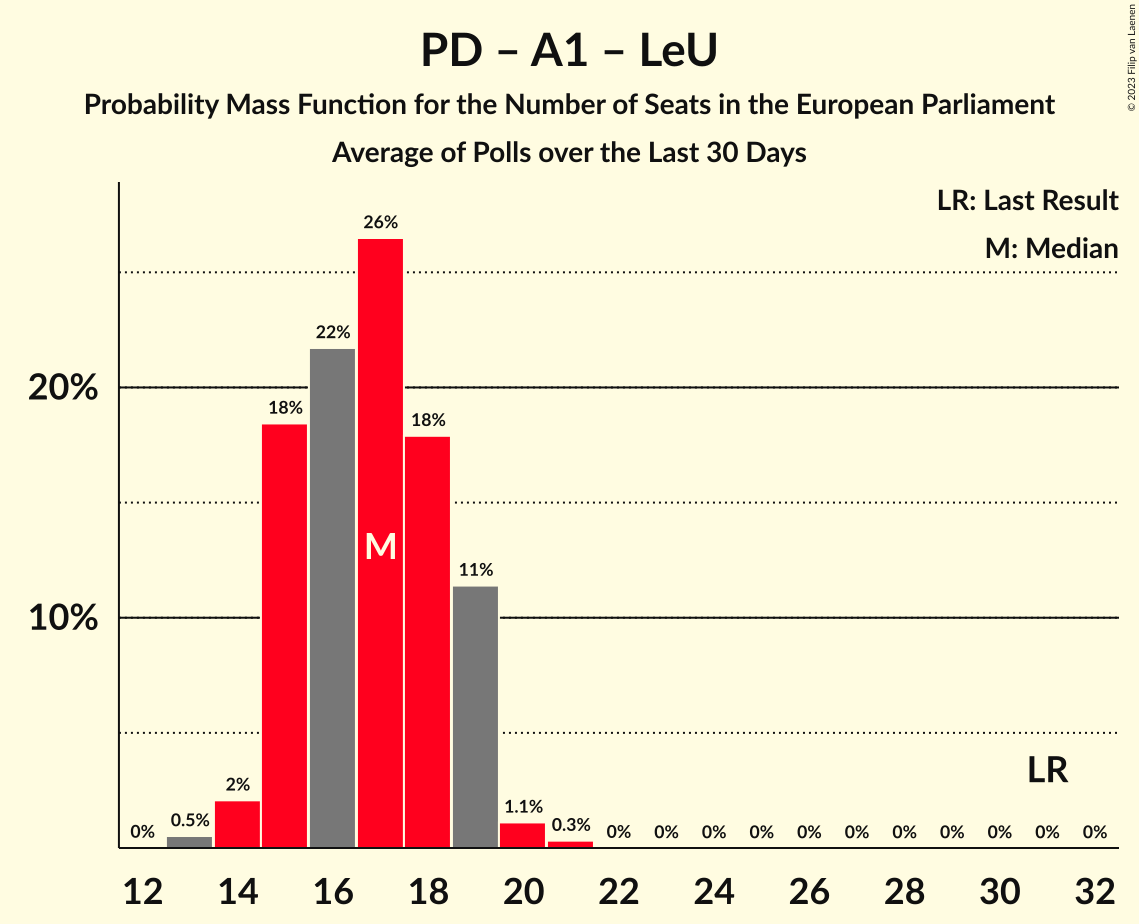 PD – A1 – LeU
Probability Mass Function for the Number of Seats in the European Parliament
Average of Polls over the Last 30 Days
© 2023 Filip van Laenen
LR: Last Result
M: Median
26%
22%
20%
18%
18%
M
11%
10%
LR
2%
1.1%
0.5%
0.3%
0%
0% 0% 0% 0% 0% 0% 0% 0% 0% 0% 0%
12 14 16 18 20 22 24 26 28 30 32